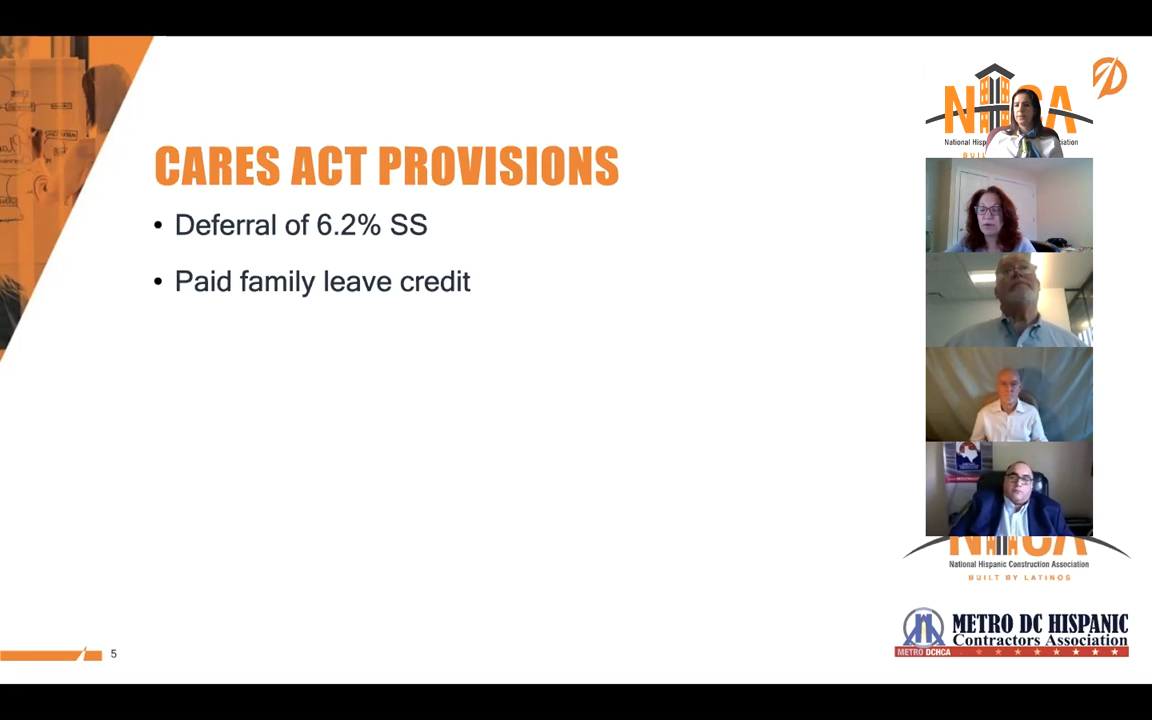 CARES ACT PROVISIONS
• Deferral of 6.2% SS
• Paid family leave credit
5
National Hispanic Construction Association
BUILT BY LATINOS
METRO DC HISPANIC
Contractors Association
METRO DCHCA